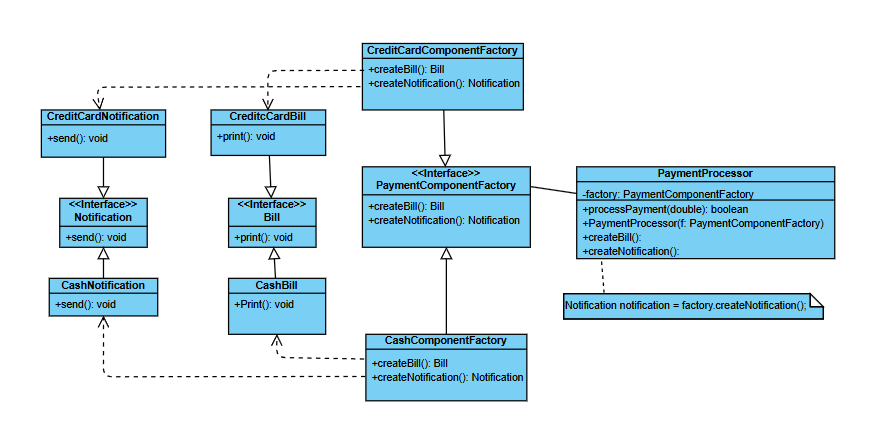 CreditCardComponentFactory
+createBill(): Bill
+createNotification(): Notification
CreditCardNotification
+send(): void
CreditcCardBill
+print(): void
<<Interface>>
PaymentComponentFactory
+createBill(): Bill
+createNotification(): Notification
PaymentProcessor
-factory: PaymentComponentFactory
+processPayment(double): boolean
+PaymentProcessor(f: PaymentComponentFactory)
+createBill():
+createNotification():
<<Interface>>
Notification
+send(): void
<<Interface>>
Bill
+print(): void
CashNotification
+send(): void
CashBill
+Print(): void
Notification notification = factory.createNotification();
CashComponentFactory
+createBill(): Bill
+createNotification(): Notification